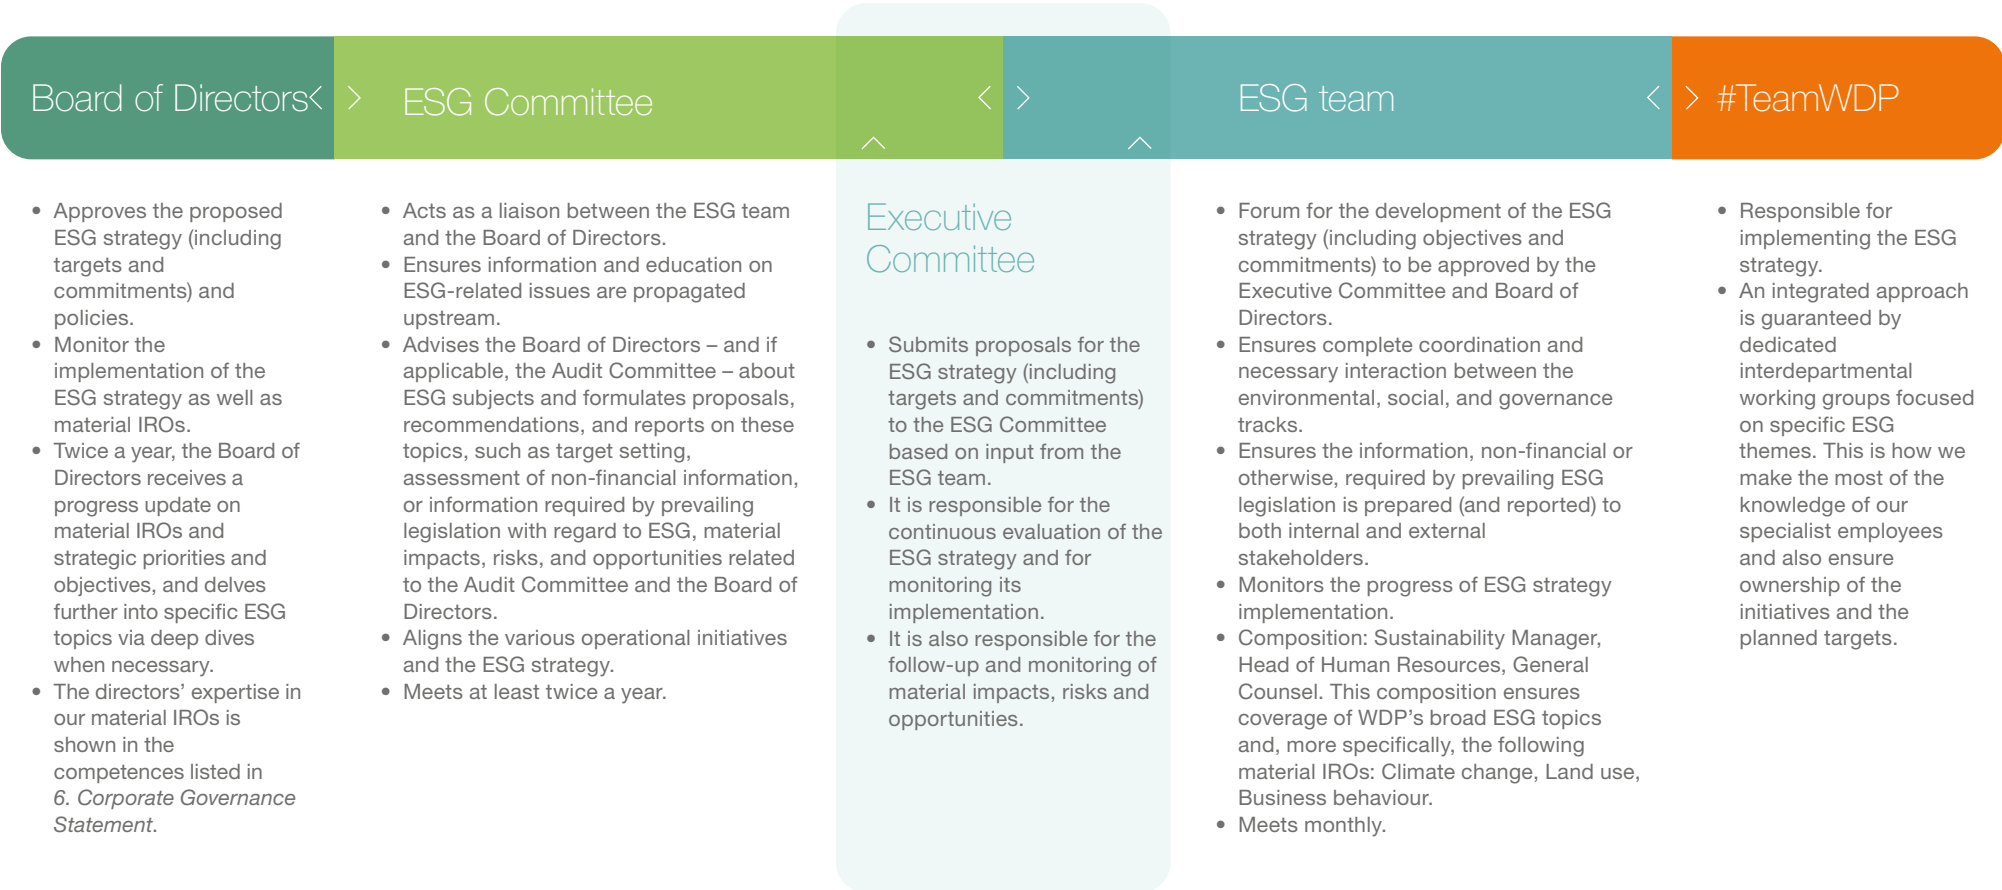 Board of Directors
ESG Committee
ESG team
#TeamWDP
• Approves the proposed
ESG strategy (including
targets and
commitments) and
policies.
• Monitor the
implementation of the
ESG strategy as well as
material IROs.
• Twice a year, the Board of
Directors receives a
progress update on
material IROs and
strategic priorities and
objectives, and delves
further into specific ESG
topics via deep dives
when necessary.
• The directors’ expertise in
our material IROs is
shown in the
competences listed in
6. Corporate Governance
Statement.
• Acts as a liaison between the ESG team
and the Board of Directors.
• Ensures information and education on
ESG-related issues are propagated
upstream.
• Advises the Board of Directors – and if
applicable, the Audit Committee – about
ESG subjects and formulates proposals,
recommendations, and reports on these
topics, such as target setting,
assessment of non-financial information,
or information required by prevailing
legislation with regard to ESG, material
impacts, risks, and opportunities related
to the Audit Committee and the Board of
Directors.
• Aligns the various operational initiatives
and the ESG strategy.
• Meets at least twice a year.
Executive
Committee
• Submits proposals for the
ESG strategy (including
targets and commitments)
to the ESG Committee
based on input from the
ESG team.
• It is responsible for the
continuous evaluation of the
ESG strategy and for
monitoring its
implementation.
• It is also responsible for the
follow-up and monitoring of
material impacts, risks and
opportunities.
• Forum for the development of the ESG
strategy (including objectives and
commitments) to be approved by the
Executive Committee and Board of
Directors.
• Ensures complete coordination and
necessary interaction between the
environmental, social, and governance
tracks.
• Ensures the information, non-financial or
otherwise, required by prevailing ESG
legislation is prepared (and reported) to
both internal and external
stakeholders.
• Monitors the progress of ESG strategy
implementation.
• Composition: Sustainability Manager,
Head of Human Resources, General
Counsel. This composition ensures
coverage of WDP’s broad ESG topics
and, more specifically, the following
material IROs: Climate change, Land use,
Business behaviour.
• Meets monthly.
• Responsible for
implementing the ESG
strategy.
• An integrated approach
is guaranteed by
dedicated
interdepartmental
working groups focused
on specific ESG
themes. This is how we
make the most of the
knowledge of our
specialist employees
and also ensure
ownership of the
initiatives and the
planned targets.